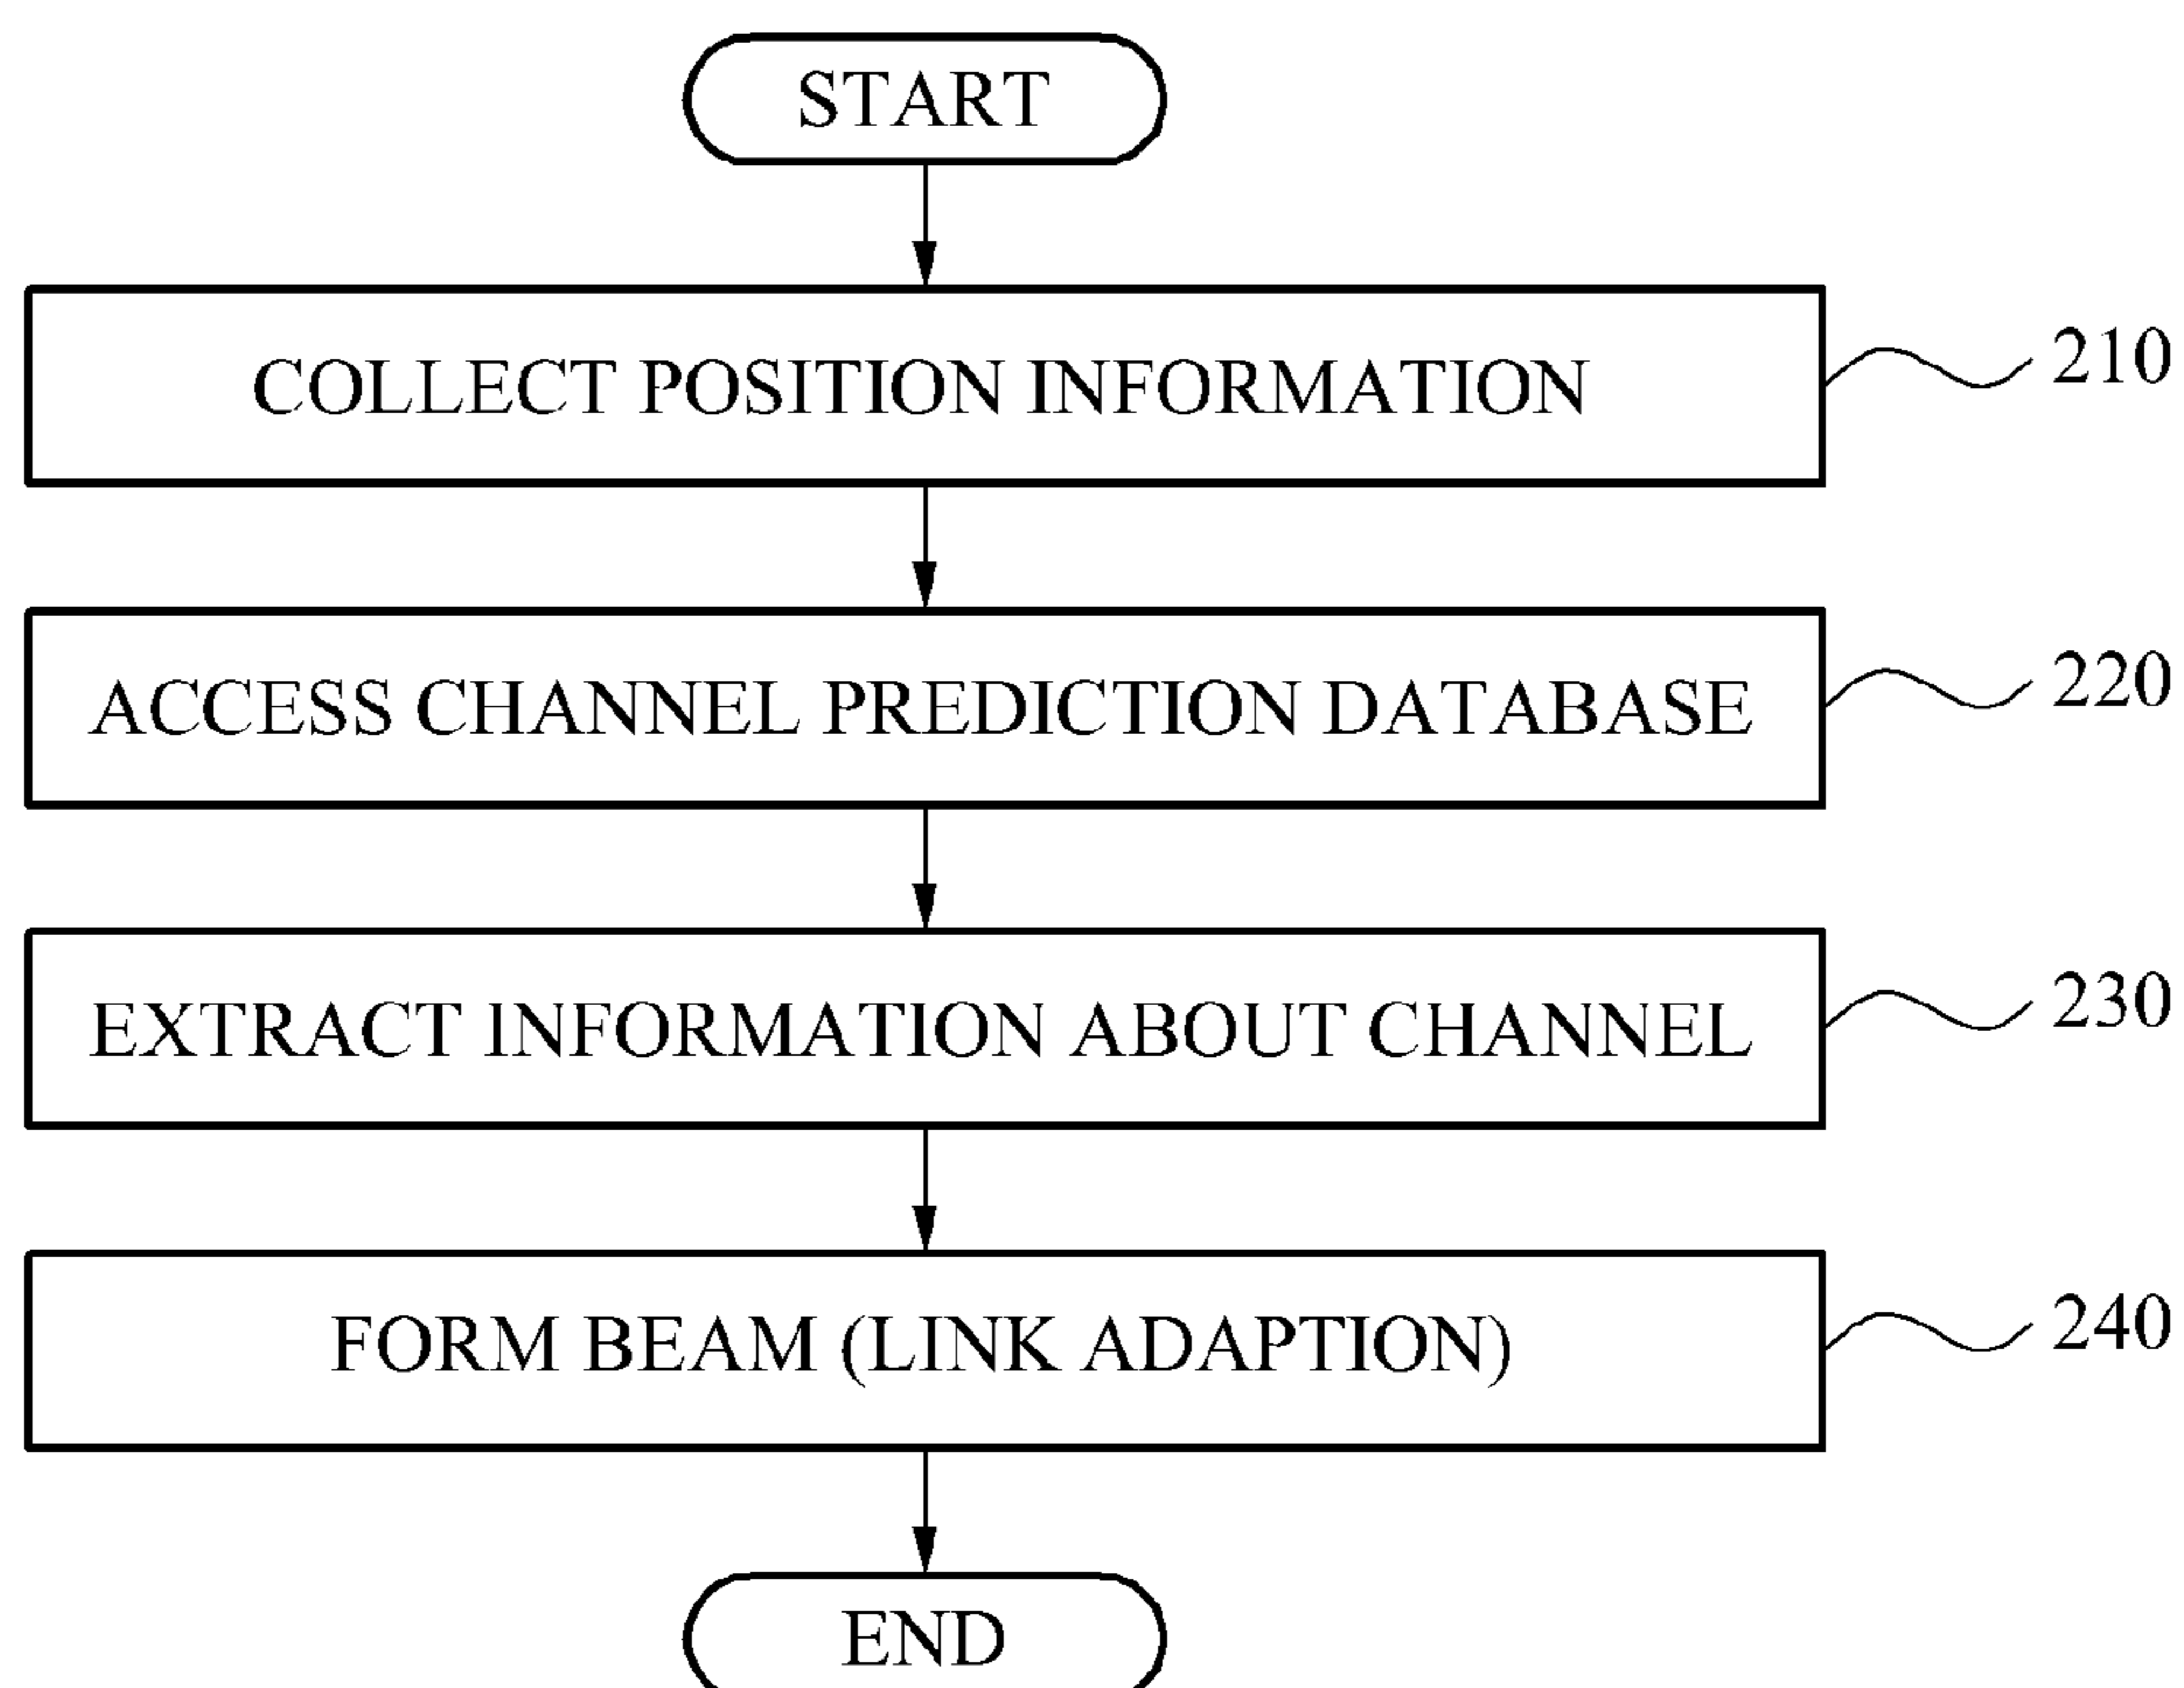 START
COLLECT POSITION INFORMATION
210
ACCESS CHANNEL PREDICTION DATABASE
220
EXTRACT INFORMATION ABOUT CHANNEL
230
FORM BEAM (LINK ADAPTION)
240
END